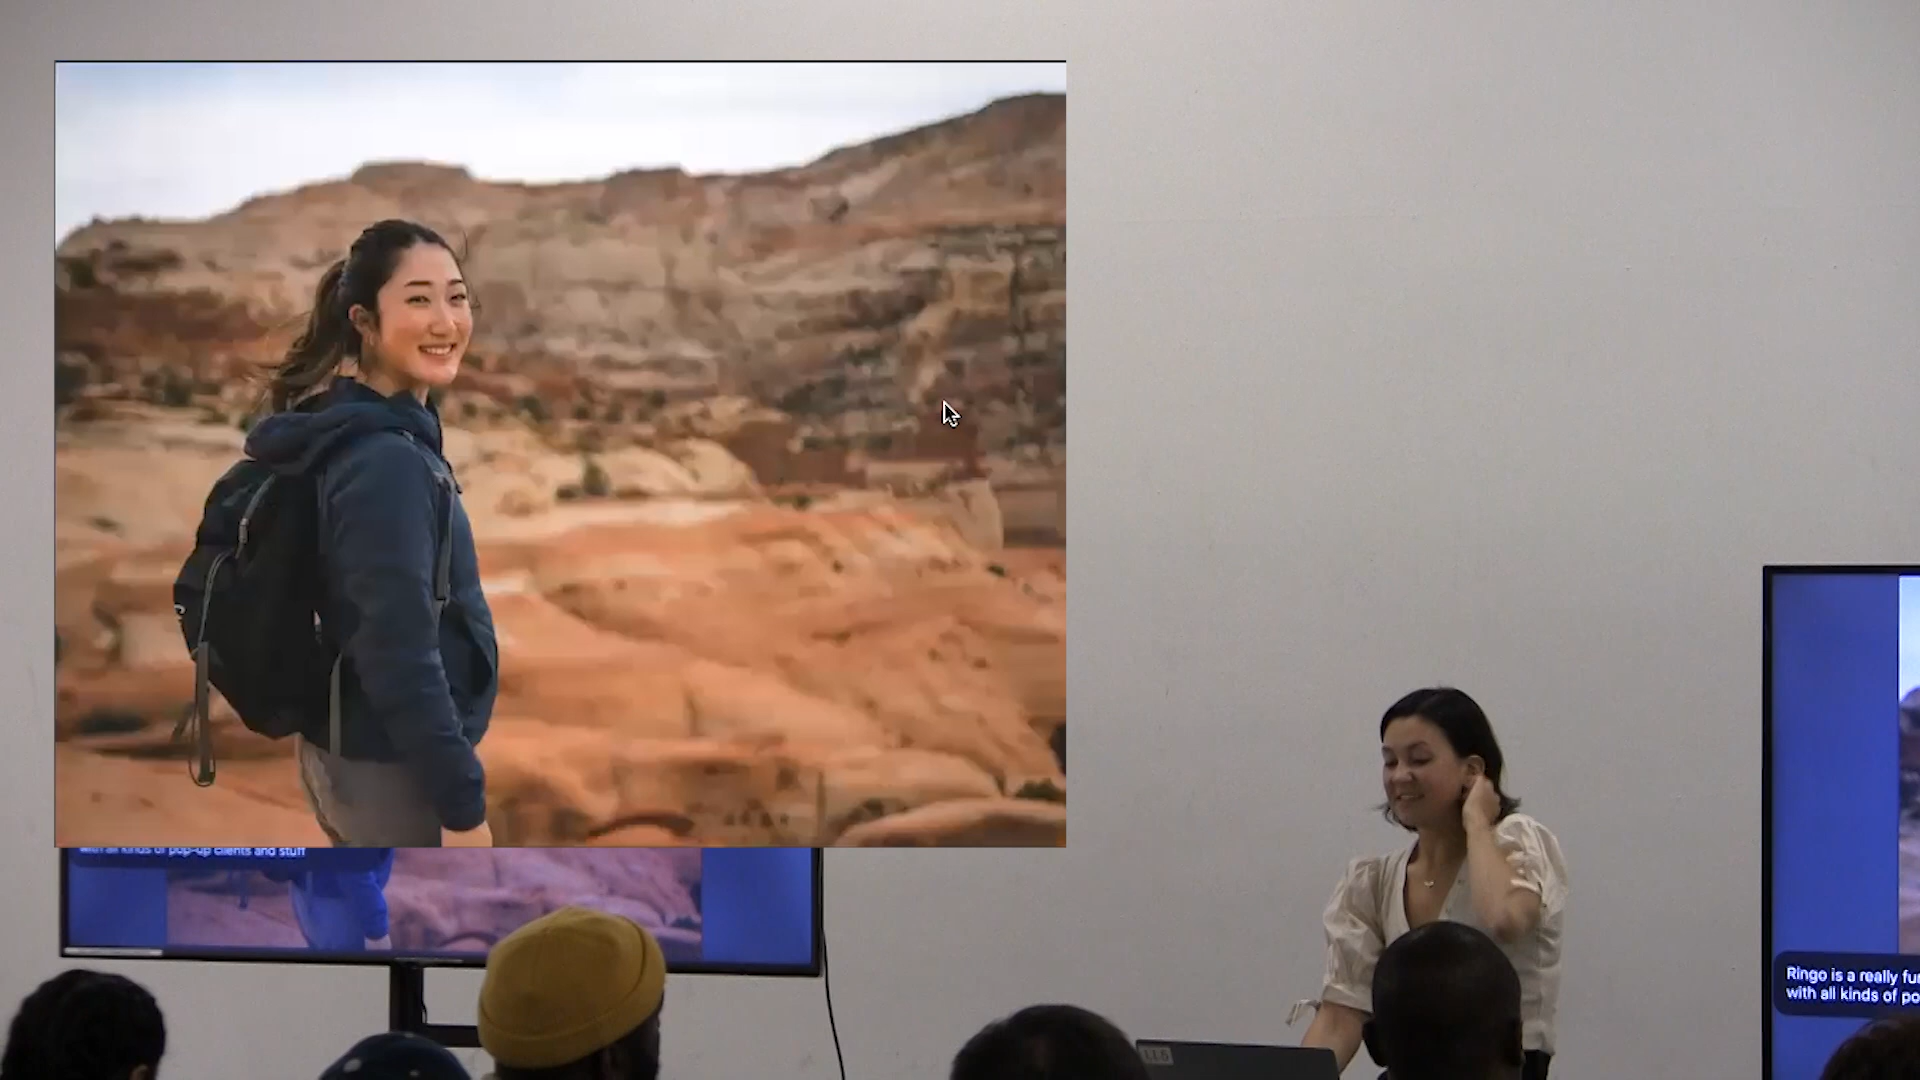 with all kinds of pop-up clients and stuff
Ringo is a really fu
with all kinds of po